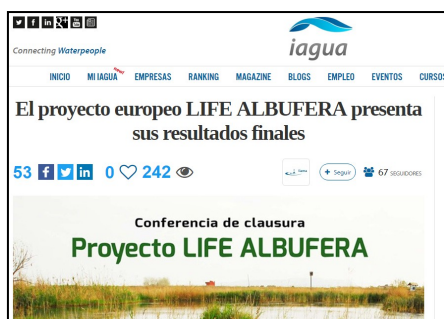 Connecting Waterpeople
iagua
INICIO MI IAGUA new! EMPRESAS RANKING MAGAZINE BLOGS EMPLEO EVENTOS CURSOS
El proyecto europeo LIFE ALBUFERA presenta
sus resultados finales
53 0 242 + Seguir 67 SEGUIDORES
Conferencia de clausura
Proyecto LIFE ALBUFERA